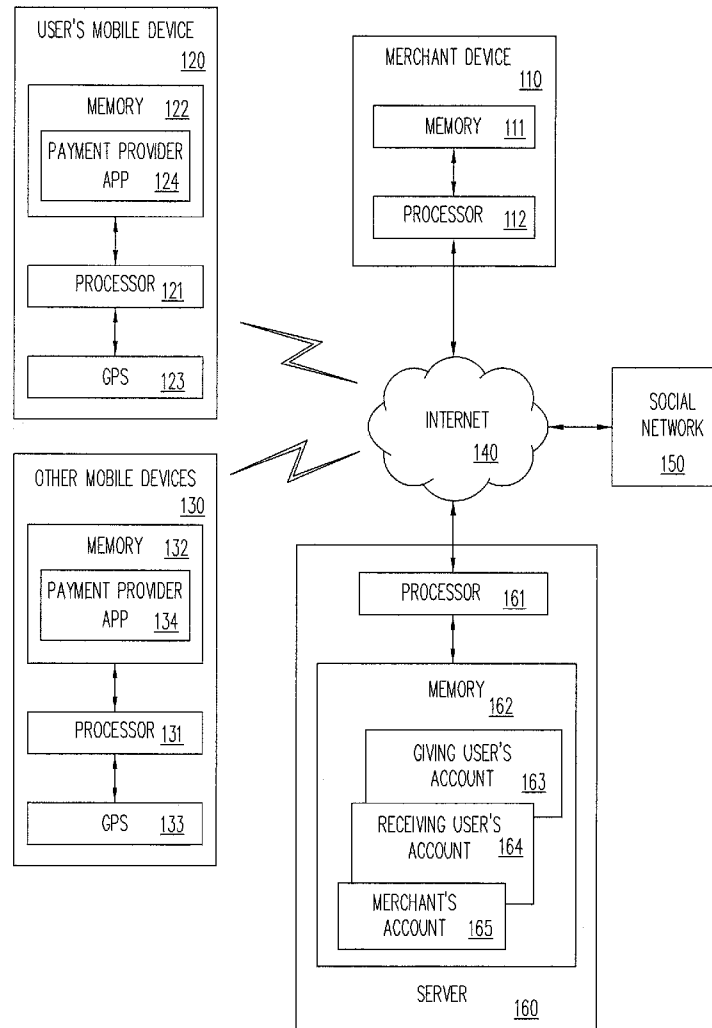 USER'S MOBILE DEVICE
120
MEMORY 122
PAYMENT PROVIDER
APP 124
PROCESSOR 121
GPS 123
MERCHANT DEVICE
110
MEMORY 111
PROCESSOR 112
INTERNET
140
SOCIAL
NETWORK
150
OTHER MOBILE DEVICES
130
MEMORY 132
PAYMENT PROVIDER
APP 134
PROCESSOR 131
GPS 133
PROCESSOR 161
MEMORY 162
GIVING USER'S
ACCOUNT 163
RECEIVING USER'S
ACCOUNT 164
MERCHANT'S
ACCOUNT 165
SERVER 160